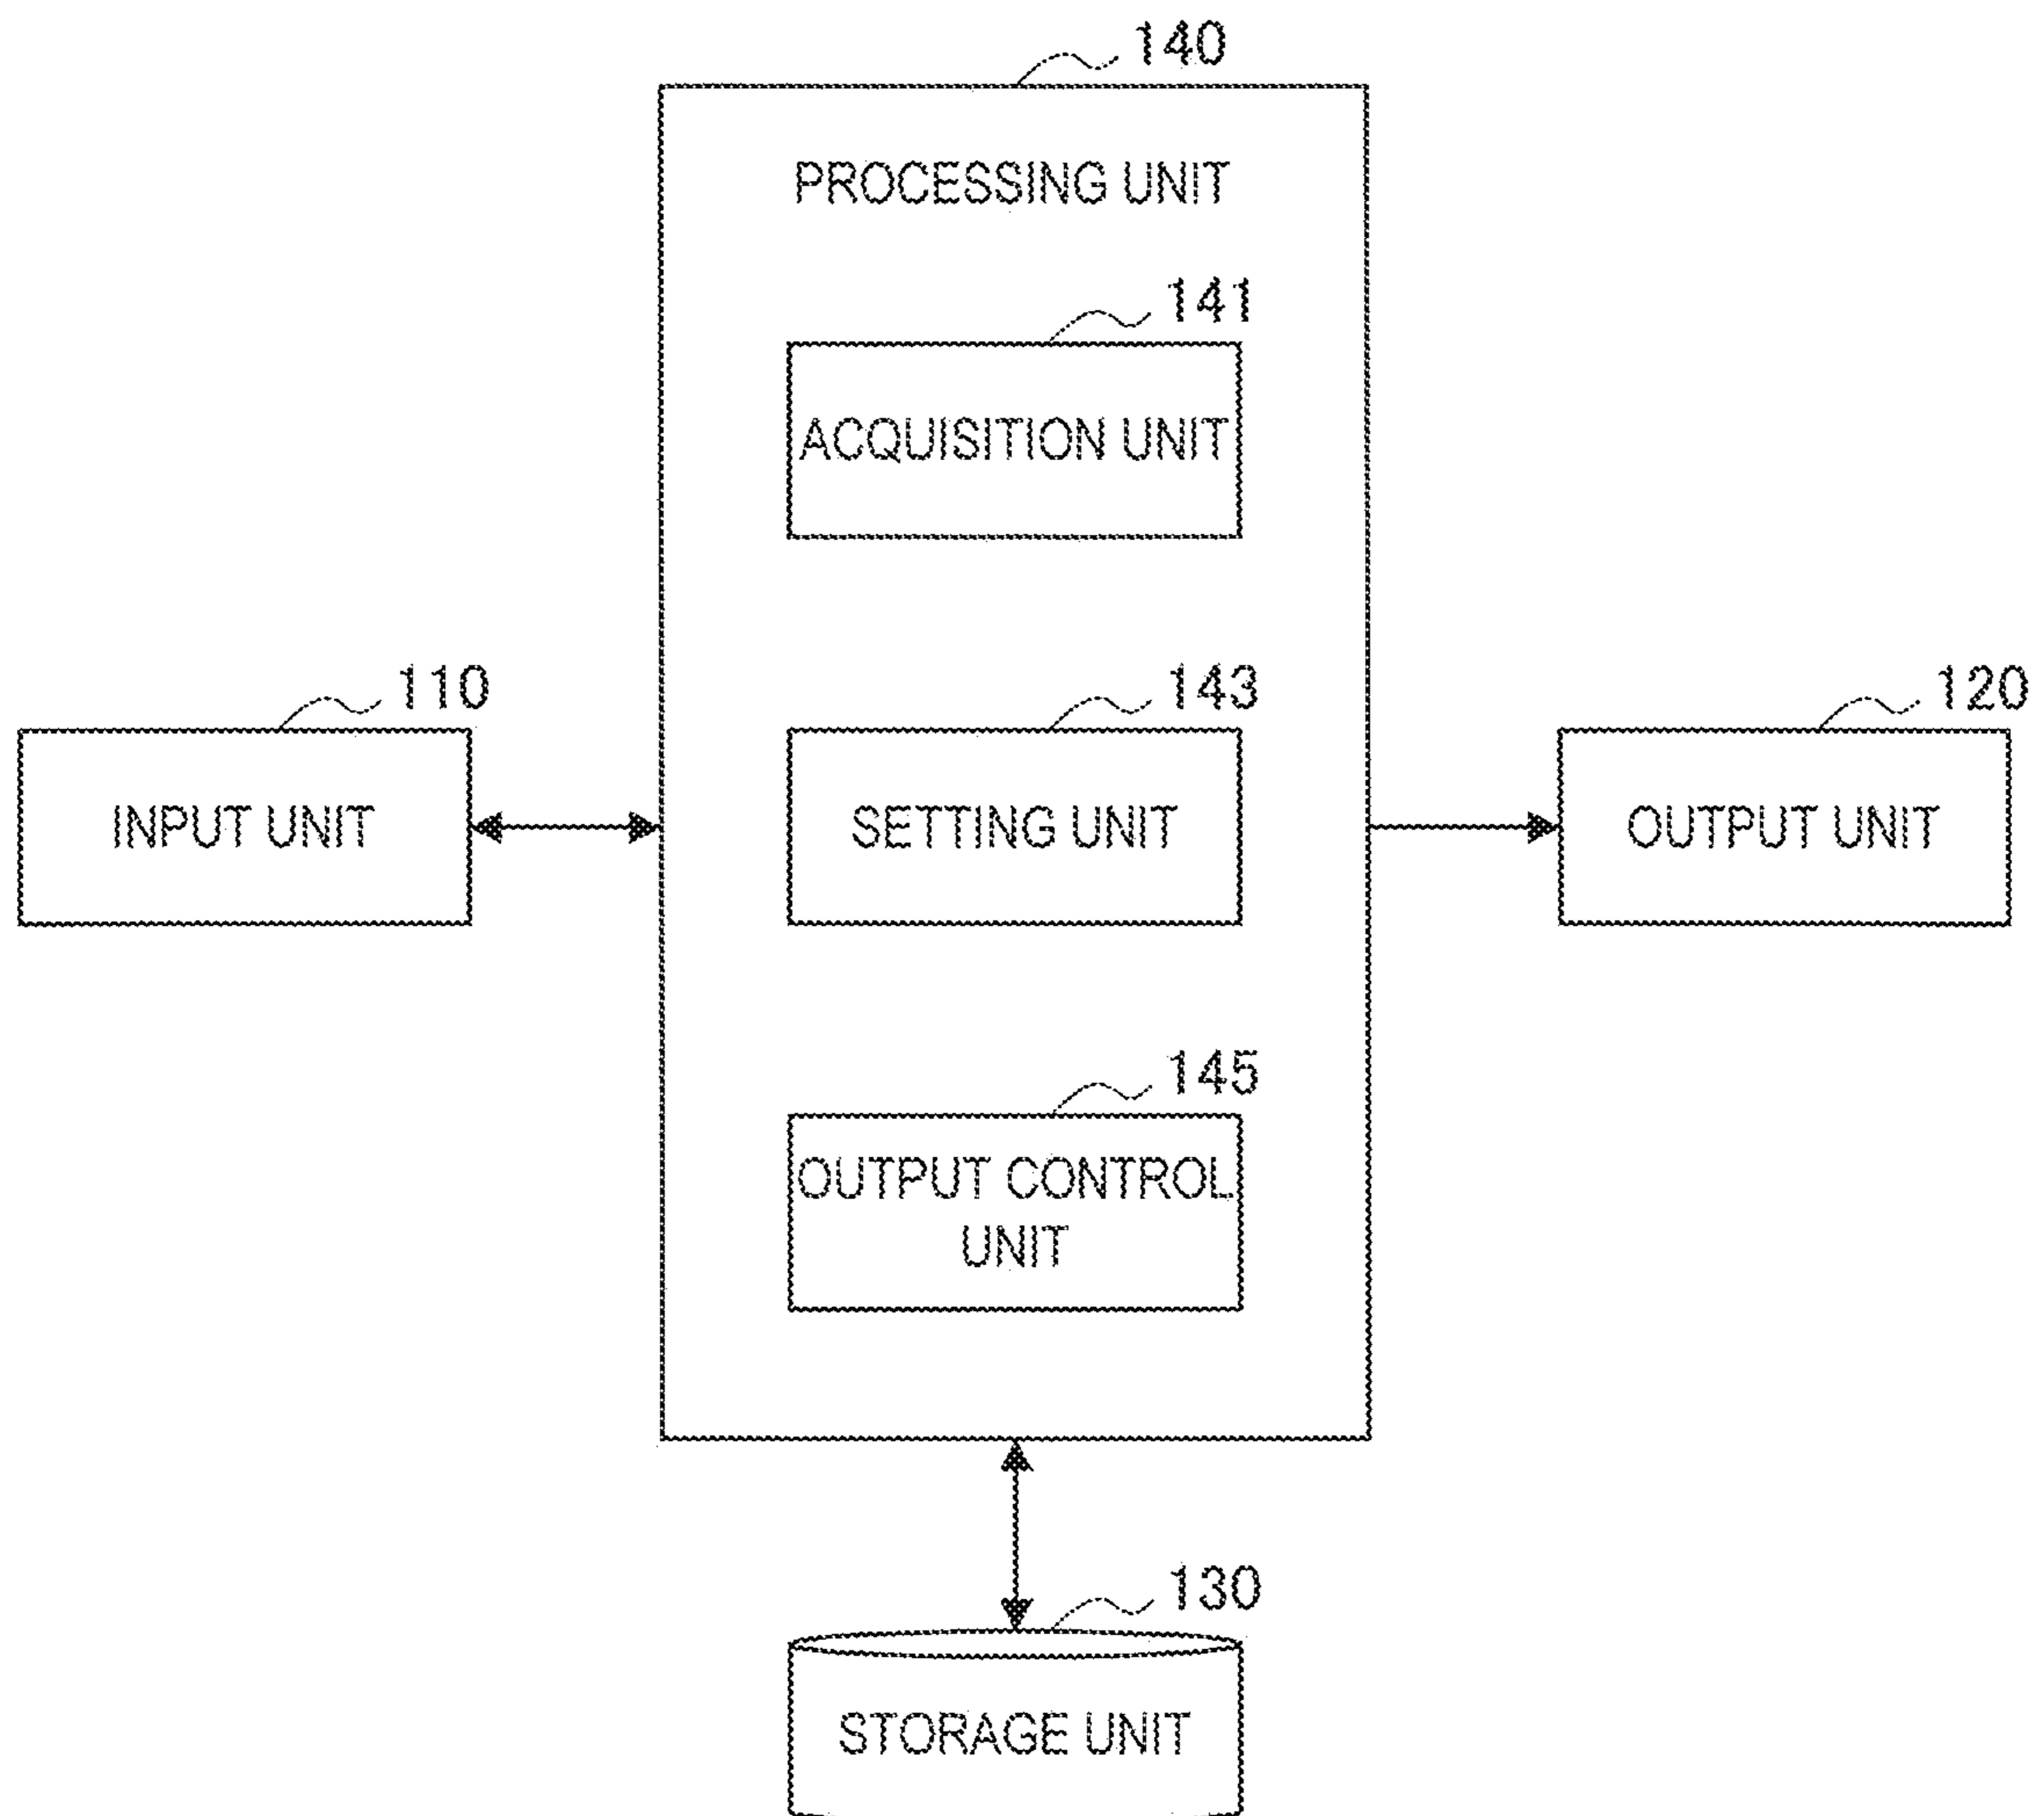 140
PROCESSING UNIT
141
ACQUISITION UNIT
110
143
120
INPUT UNIT
SETTING UNIT
OUTPUT UNIT
145
OUTPUT CONTROL
UNIT
130
STORAGE UNIT